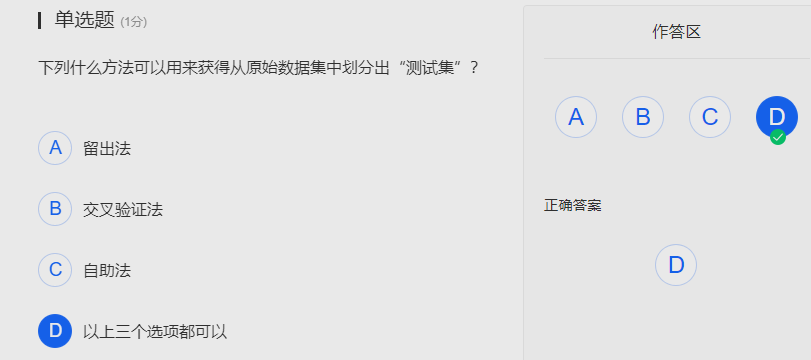 单选题 (1分)
下列什么方法可以用来获得从原始数据集中划分出“测试集”？
A 留出法
B 交叉验证法
C 自助法
D 以上三个选项都可以
作答区
A B C D
正确答案
D